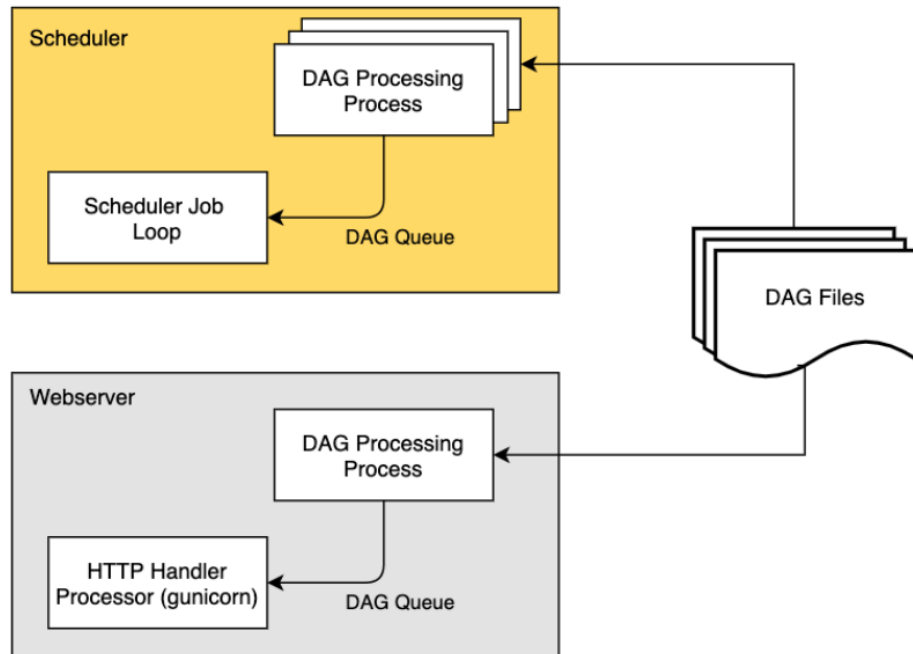 Scheduler
DAG Processing
Process
Scheduler Job
Loop
DAG Queue
DAG Files
Webserver
DAG Processing
Process
HTTP Handler
Processor (gunicorn)
DAG Queue